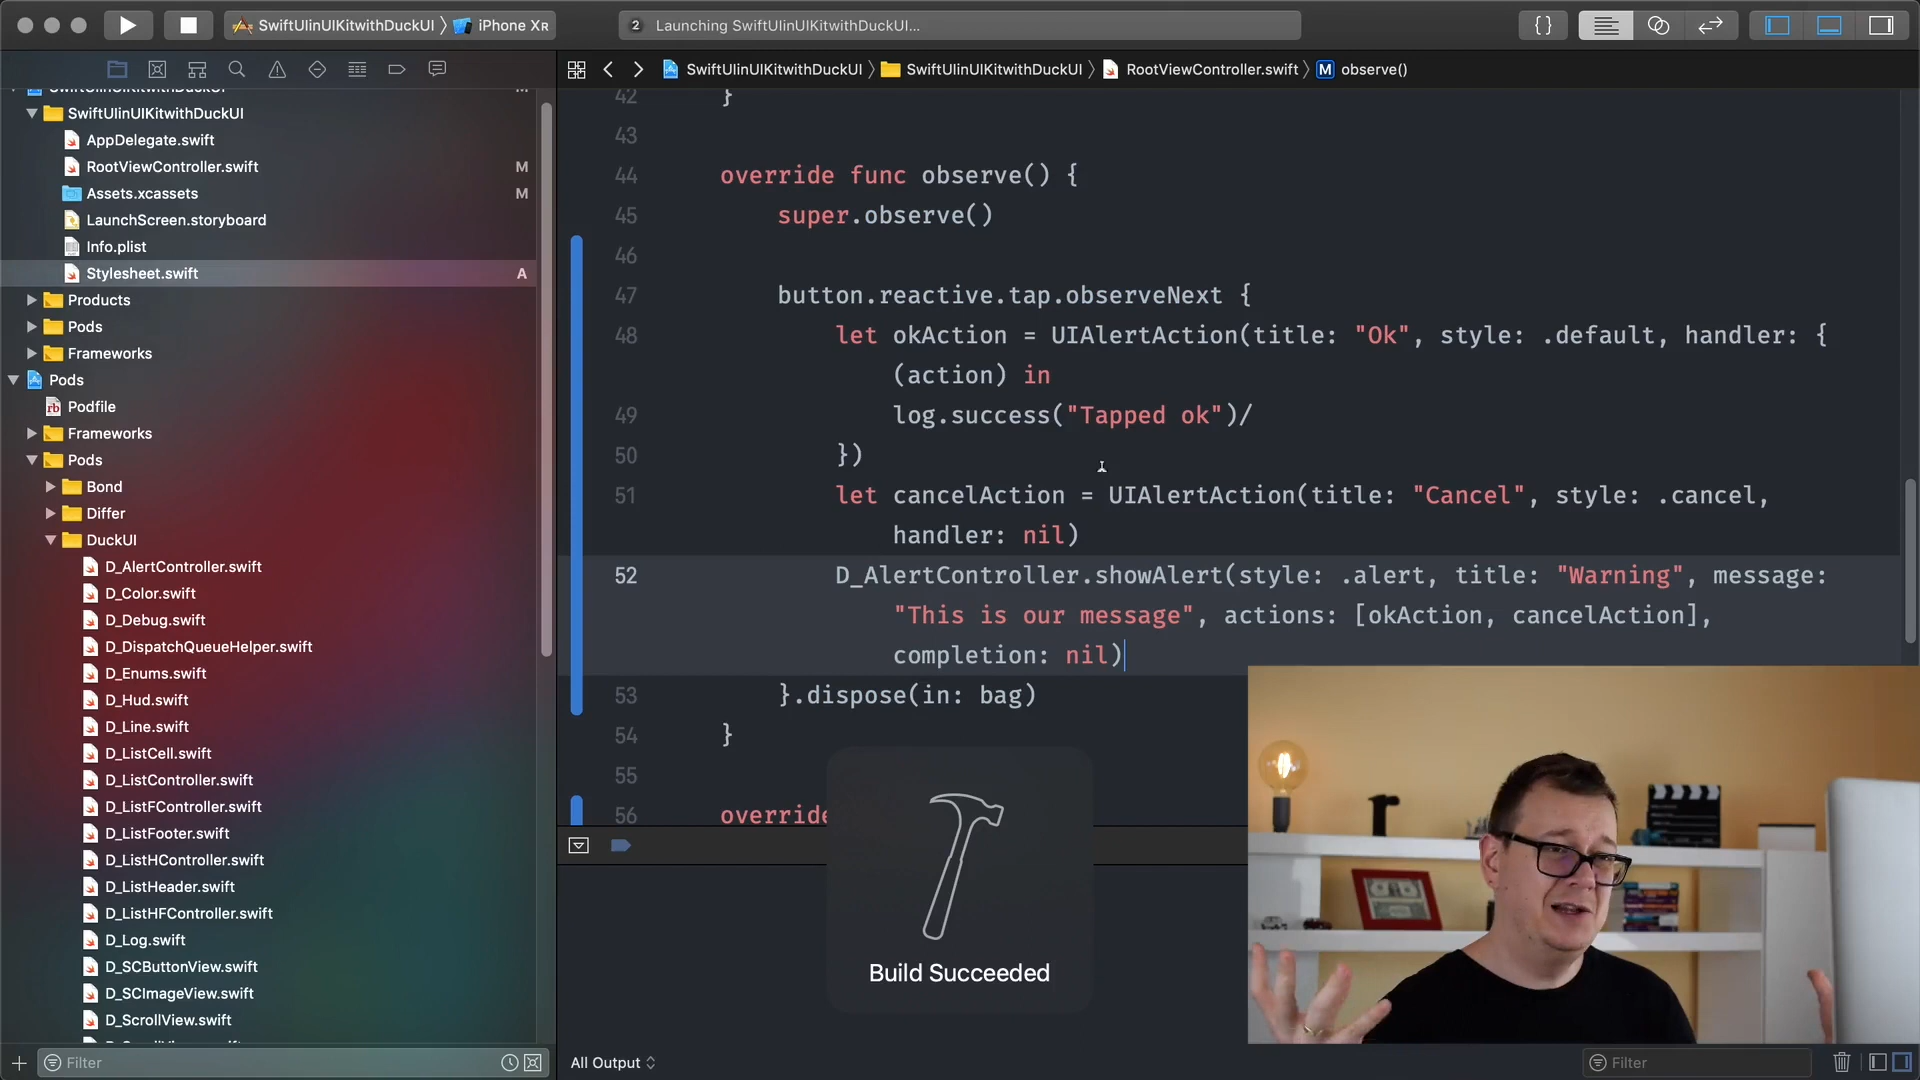 SwiftUIinUIKitwithDuckUI
iPhone XR
2
Launching SwiftUIinUIKitwithDuckUI...
{ }
SwiftUIinUIKitwithDuckUI
SwiftUIinUIKitwithDuckUI
RootViewController.swift
M
observe()
SwiftUIinUIKitwithDuckUI
M
SwiftUIinUIKitwithDuckUI
AppDelegate.swift
RootViewController.swift
M
Assets.xcassets
M
LaunchScreen.storyboard
Info.plist
Stylesheet.swift
A
Products
Pods
Frameworks
Pods
rb
Podfile
Frameworks
Pods
Bond
Differ
DuckUI
D_AlertController.swift
D_Color.swift
D_Debug.swift
D_DispatchQueueHelper.swift
D_Enums.swift
D_Hud.swift
D_Line.swift
D_ListCell.swift
D_ListController.swift
D_ListFController.swift
D_ListFooter.swift
D_ListHController.swift
D_ListHeader.swift
D_ListHFController.swift
D_Log.swift
D_SCButtonView.swift
D_SCImageView.swift
D_ScrollView.swift
Filter
42 }
43
44 override func observe() {
45 super.observe()
46
47 button.reactive.tap.observeNext {
48 let okAction = UIAlertAction(title: "Ok", style: .default, handler: {
(action) in
49 log.success("Tapped ok")/
50 })
51 let cancelAction = UIAlertAction(title: "Cancel", style: .cancel,
handler: nil)
52 D_AlertController.showAlert(style: .alert, title: "Warning", message:
"This is our message", actions: [okAction, cancelAction],
completion: nil)
53 }.dispose(in: bag)
54 }
55
56 override
Build Succeeded
All Output
Filter